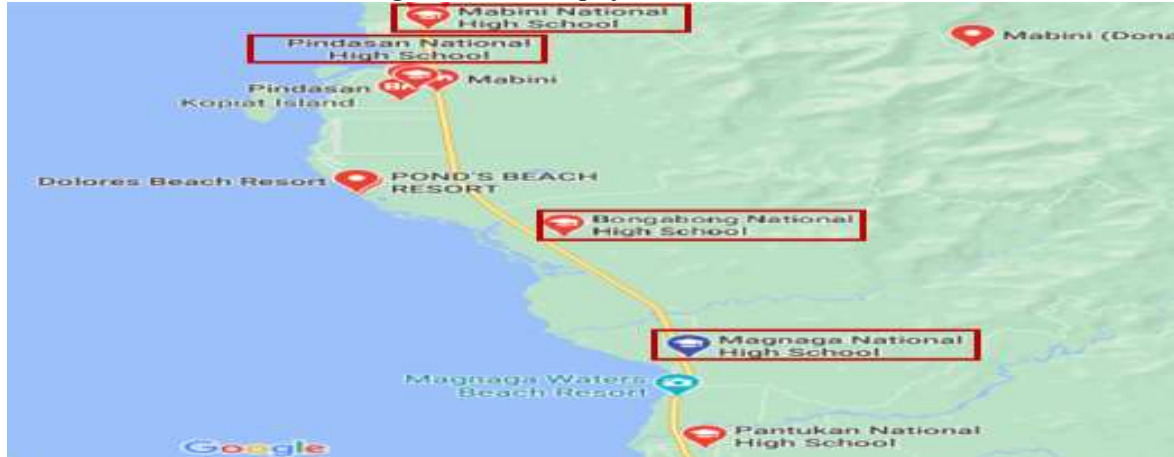 Mabini National
High School
Pindasan National
High School
Mabini (Dona
Mabini
Pindasan
Kopiat Island
Dolores Beach Resort
POND'S BEACH
RESORT
Bongabong National
High School
Magnaga National
High School
Magnaga Waters
Beach Resort
Pantukan National
High School
Google